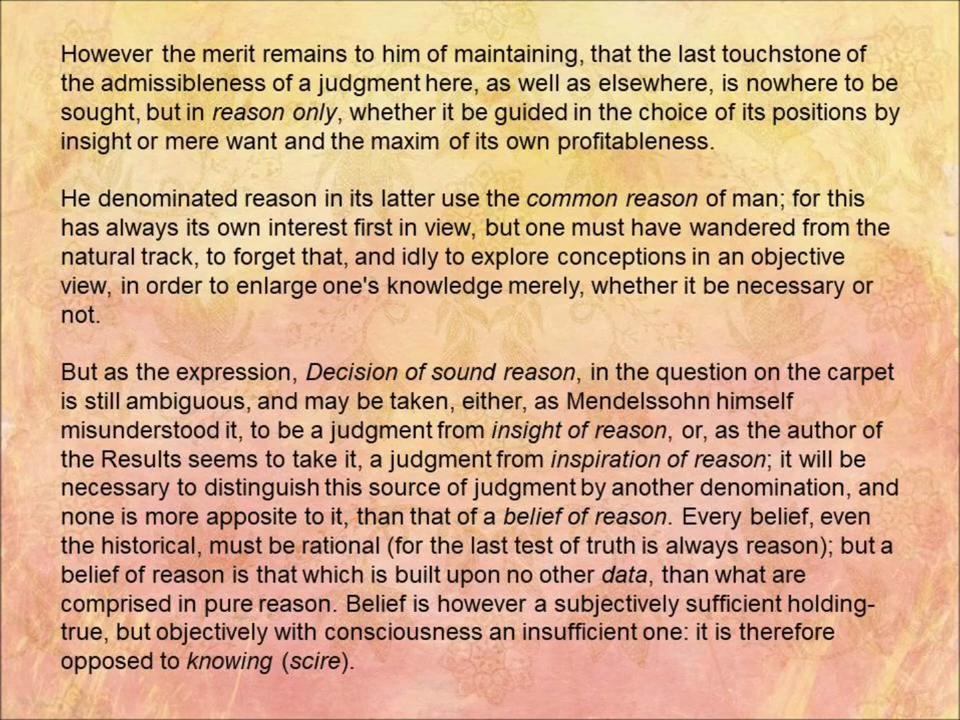 However the merit remains to him of maintaining, that the last touchstone of
the admissibleness of a judgment here, as well as elsewhere, is nowhere to be
sought, but in reason only, whether it be guided in the choice of its positions by
insight or mere want and the maxim of its own profitableness.

He denominated reason in its latter use the common reason of man; for this
has always its own interest first in view, but one must have wandered from the
natural track, to forget that, and idly to explore conceptions in an objective
view, in order to enlarge one's knowledge merely, whether it be necessary or
not.

But as the expression, Decision of sound reason, in the question on the carpet
is still ambiguous, and may be taken, either, as Mendelssohn himself
misunderstood it, to be a judgment from insight of reason, or, as the author of
the Results seems to take it, a judgment from inspiration of reason; it will be
necessary to distinguish this source of judgment by another denomination, and
none is more apposite to it, than that of a belief of reason. Every belief, even
the historical, must be rational (for the last test of truth is always reason); but a
belief of reason is that which is built upon no other data, than what are
comprised in pure reason. Belief is however a subjectively sufficient holding-
true, but objectively with consciousness an insufficient one: it is therefore
opposed to knowing (scire).